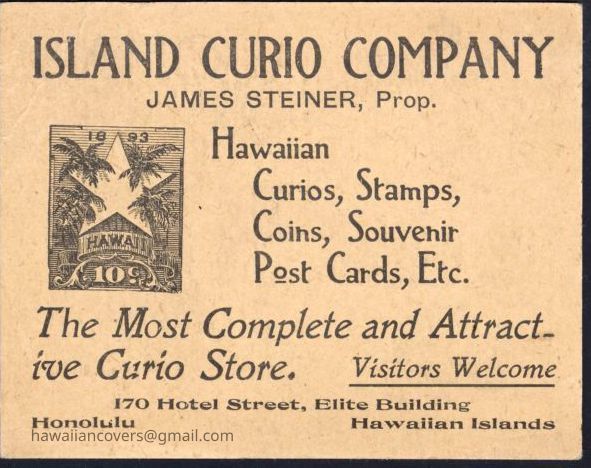 ISLAND CURIO COMPANY
JAMES STEINER, Prop.
18 93
HAWAII
10¢
Hawaiian
Curios, Stamps,
Coins, Souvenir
Post Cards, Etc.
The Most Complete and Attract-
ive Curio Store. Visitors Welcome
170 Hotel Street, Elite Building
Honolulu Hawaiian Islands
hawaiiancovers@gmail.com